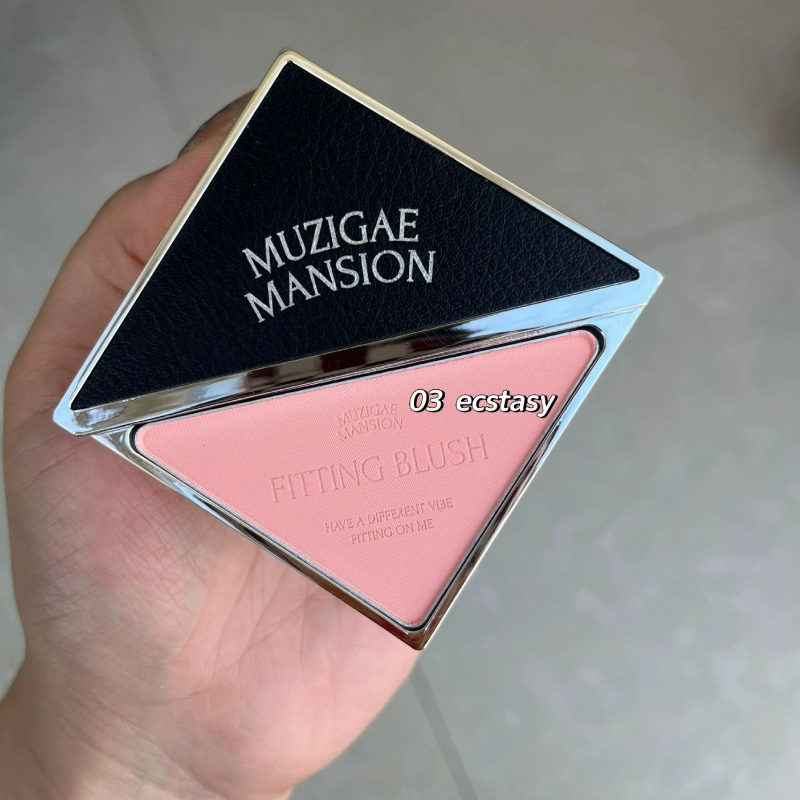 MUZIGAE
MANSION
03 ecstasy
MUZIGAE
MANSION
FITTING BLUSH
HAVE A DIFFERENT VIBE
FITTING ON ME